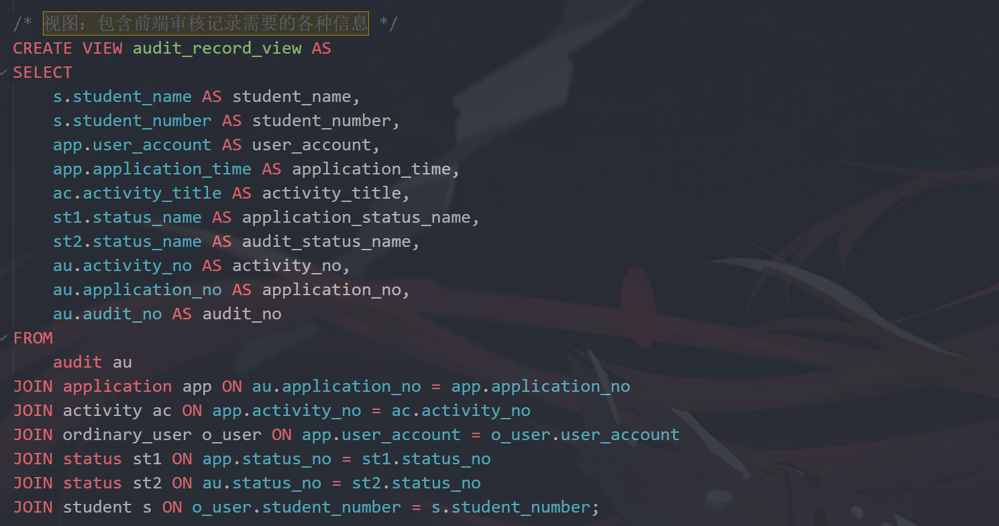 /* 视图：包含前端审核记录需要的各种信息 */
CREATE VIEW audit_record_view AS
SELECT
    s.student_name AS student_name,
    s.student_number AS student_number,
    app.user_account AS user_account,
    app.application_time AS application_time,
    ac.activity_title AS activity_title,
    st1.status_name AS application_status_name,
    st2.status_name AS audit_status_name,
    au.activity_no AS activity_no,
    au.application_no AS application_no,
    au.audit_no AS audit_no
FROM
    audit au
JOIN application app ON au.application_no = app.application_no
JOIN activity ac ON app.activity_no = ac.activity_no
JOIN ordinary_user o_user ON app.user_account = o_user.user_account
JOIN status st1 ON app.status_no = st1.status_no
JOIN status st2 ON au.status_no = st2.status_no
JOIN student s ON o_user.student_number = s.student_number;